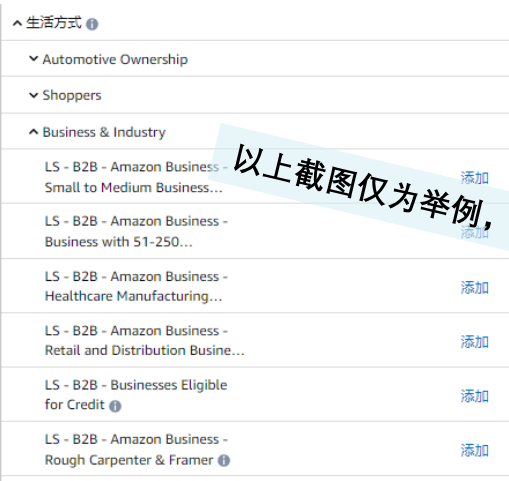 生活方式
Automotive Ownership
Shoppers
Business & Industry
LS - B2B - Amazon Business -
Small to Medium Business...
添加
以上截图仅为举例，
LS - B2B - Amazon Business -
Business with 51-250...
添加
LS - B2B - Amazon Business -
Healthcare Manufacturing...
添加
LS - B2B - Amazon Business -
Retail and Distribution Busine...
添加
LS - B2B - Businesses Eligible
for Credit
添加
LS - B2B - Amazon Business -
Rough Carpenter & Framer
添加